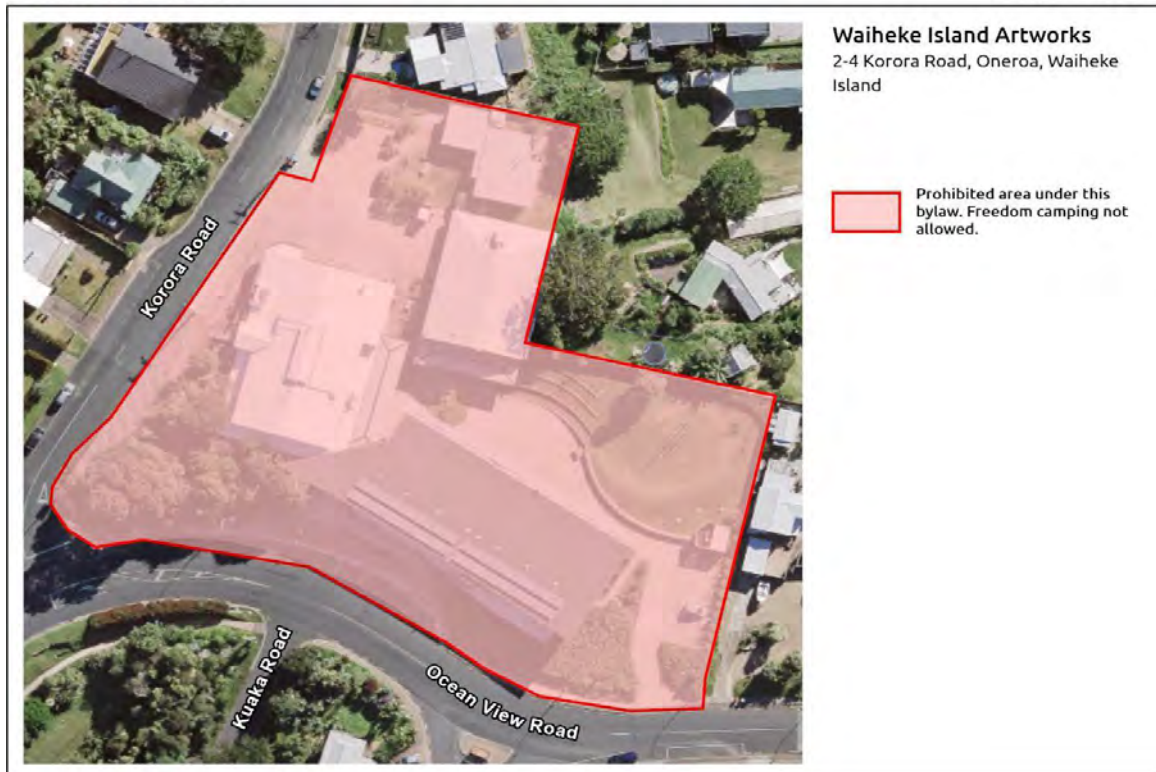 Waiheke Island Artworks
2-4 Korora Road, Oneroa, Waiheke
Island
Prohibited area under this
bylaw. Freedom camping not
allowed.
Korora Road
Kuaka Road
Ocean View Road